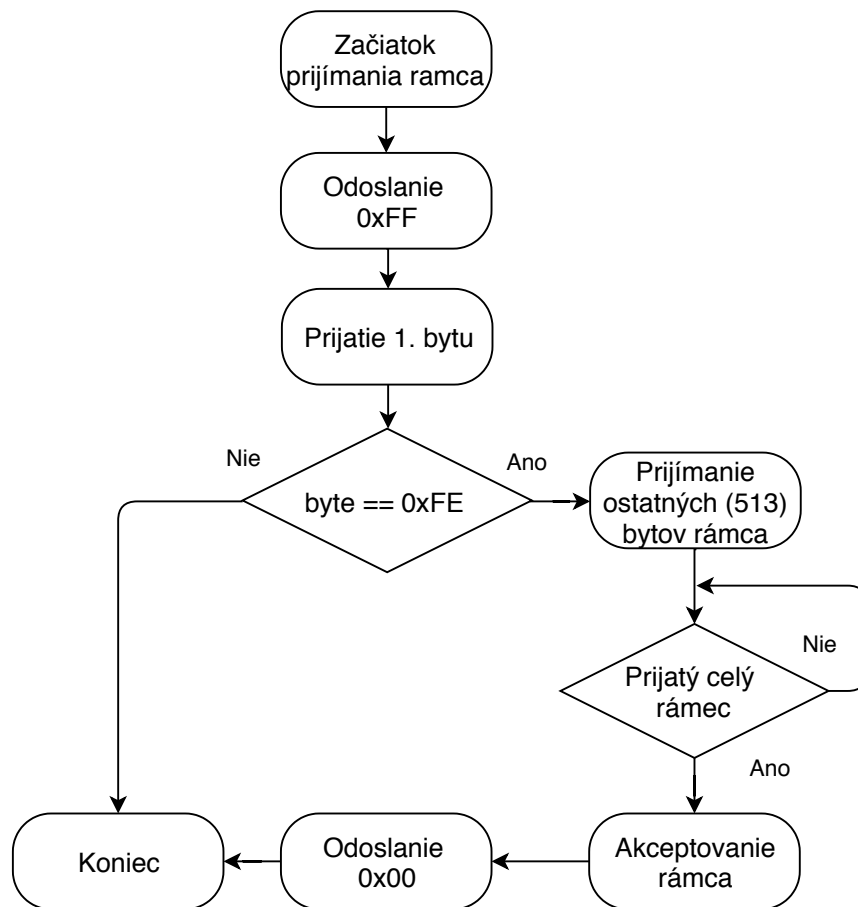 Začiatok
prijímania ramca
Odoslanie
0xFF
Prijatie 1. bytu
Nie
Ano
byte == 0xFE
Prijímanie
ostatných (513)
bytov rámca
Nie
Prijatý celý
rámec
Ano
Koniec
Odoslanie
0x00
Akceptovanie
rámca